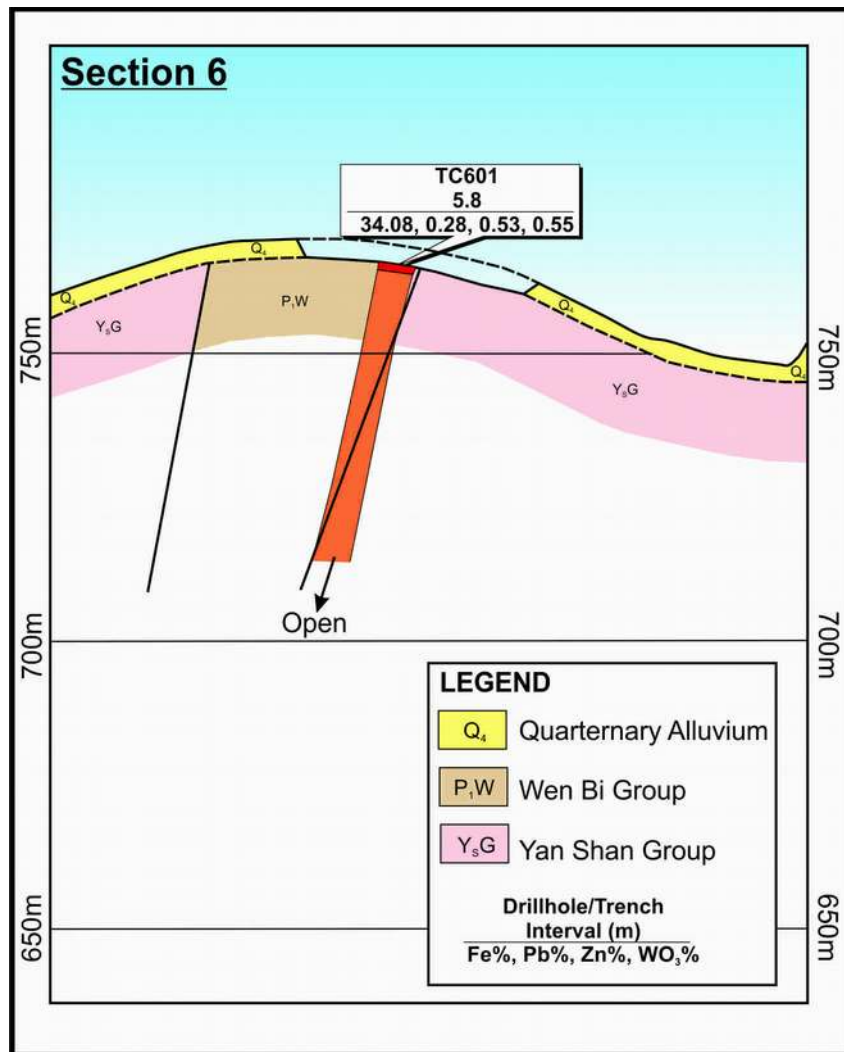 Section 6
TC601
5.8
34.08, 0.28, 0.53, 0.55
Q₄
Q₄
P₁W
YₛG
Q₄
YₛG
Q₄
750m
750m
Open
700m
700m
650m
650m
LEGEND
Q₄ Quarternary Alluvium
P₁W Wen Bi Group
YₛG Yan Shan Group
Drillhole/Trench
Interval (m)
Fe%, Pb%, Zn%, WO₃%